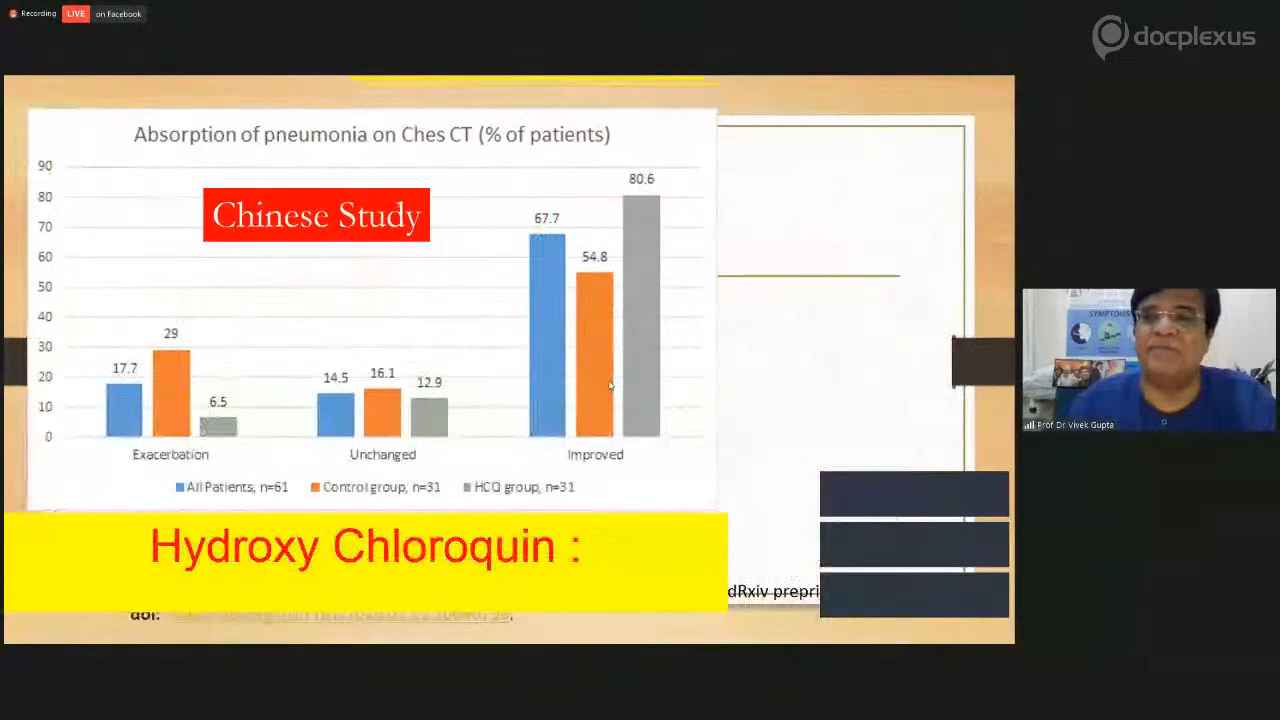 Recording
LIVE
on Facebook
docplexus
Absorption of pneumonia on Ches CT (% of patients)
Chinese Study
90
80
70
60
50
40
30
20
10
0
17.7
29
6.5
14.5
16.1
12.9
67.7
54.8
80.6
Exacerbation
Unchanged
Improved
All Patients, n=61
Control group, n=31
HCQ group, n=31
SYMPTOMS
Prof Dr Vivek Gupta
Hydroxy Chloroquin :
dRxiv prepri
doi: